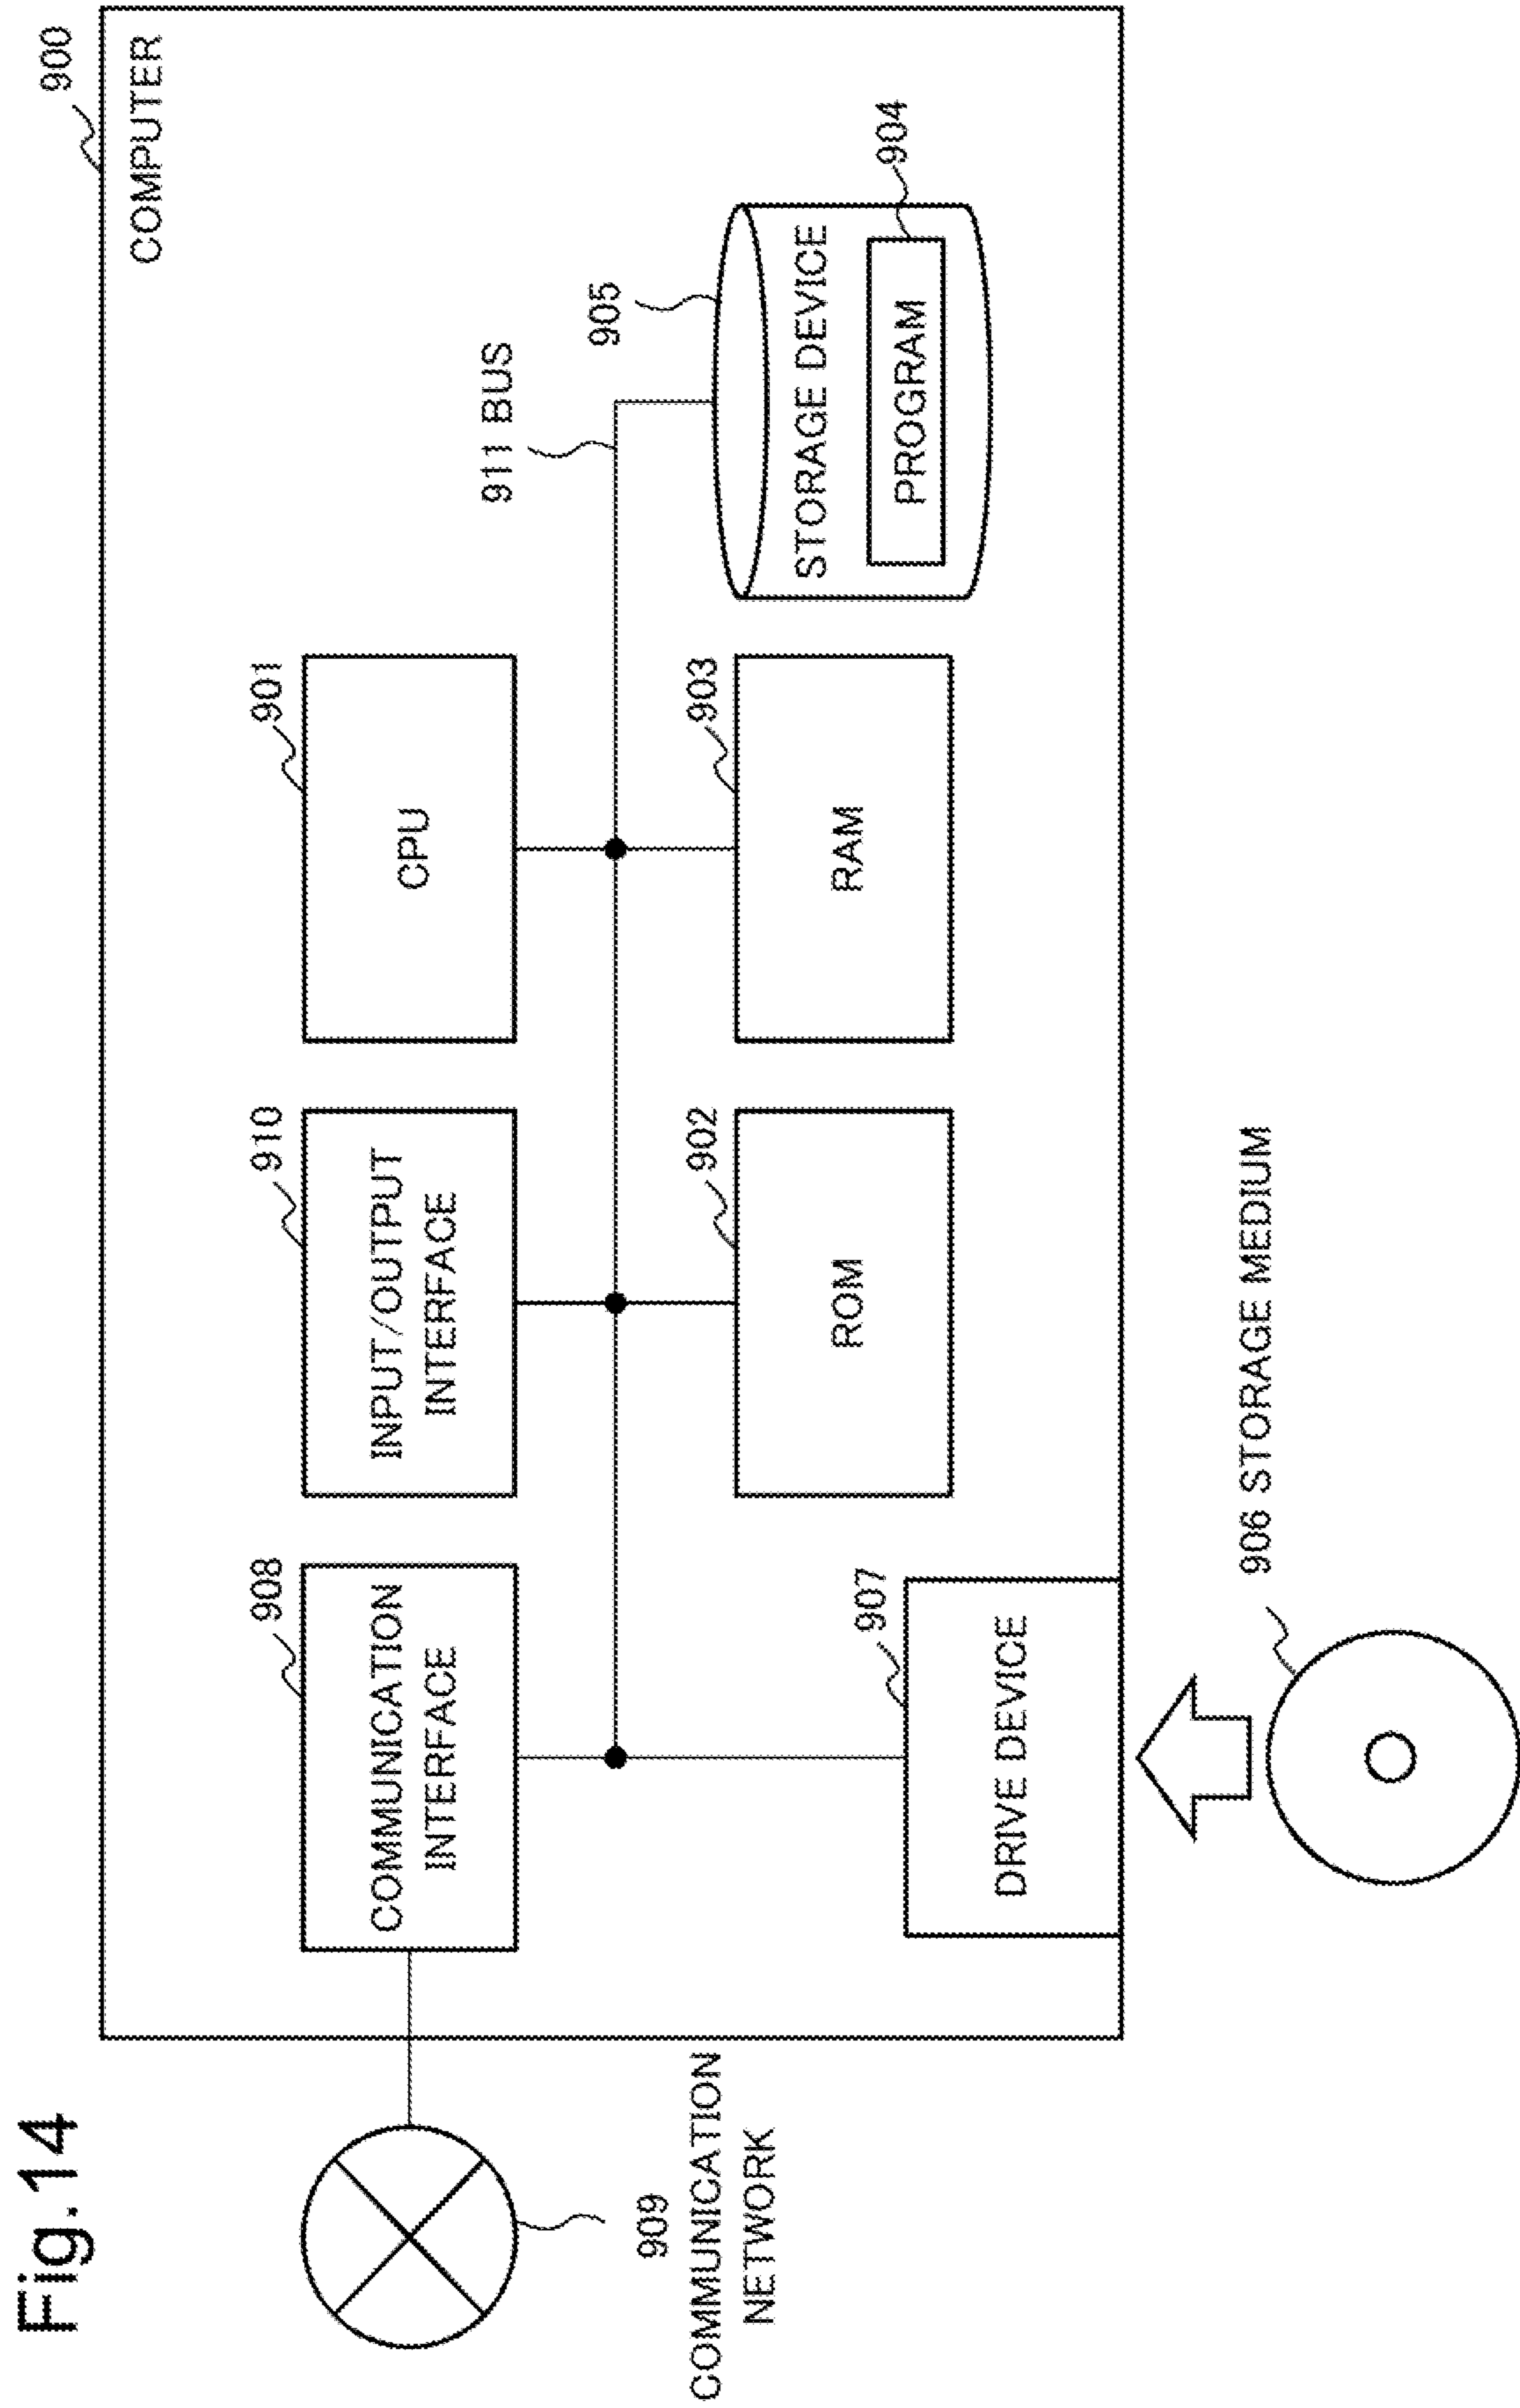 Fig.14
900
COMPUTER
908
COMMUNICATION
INTERFACE
910
INPUT/OUTPUT
INTERFACE
901
CPU
911 BUS
909
COMMUNICATION
NETWORK
907
DRIVE DEVICE
902
ROM
903
RAM
905
STORAGE DEVICE
904
PROGRAM
906 STORAGE MEDIUM